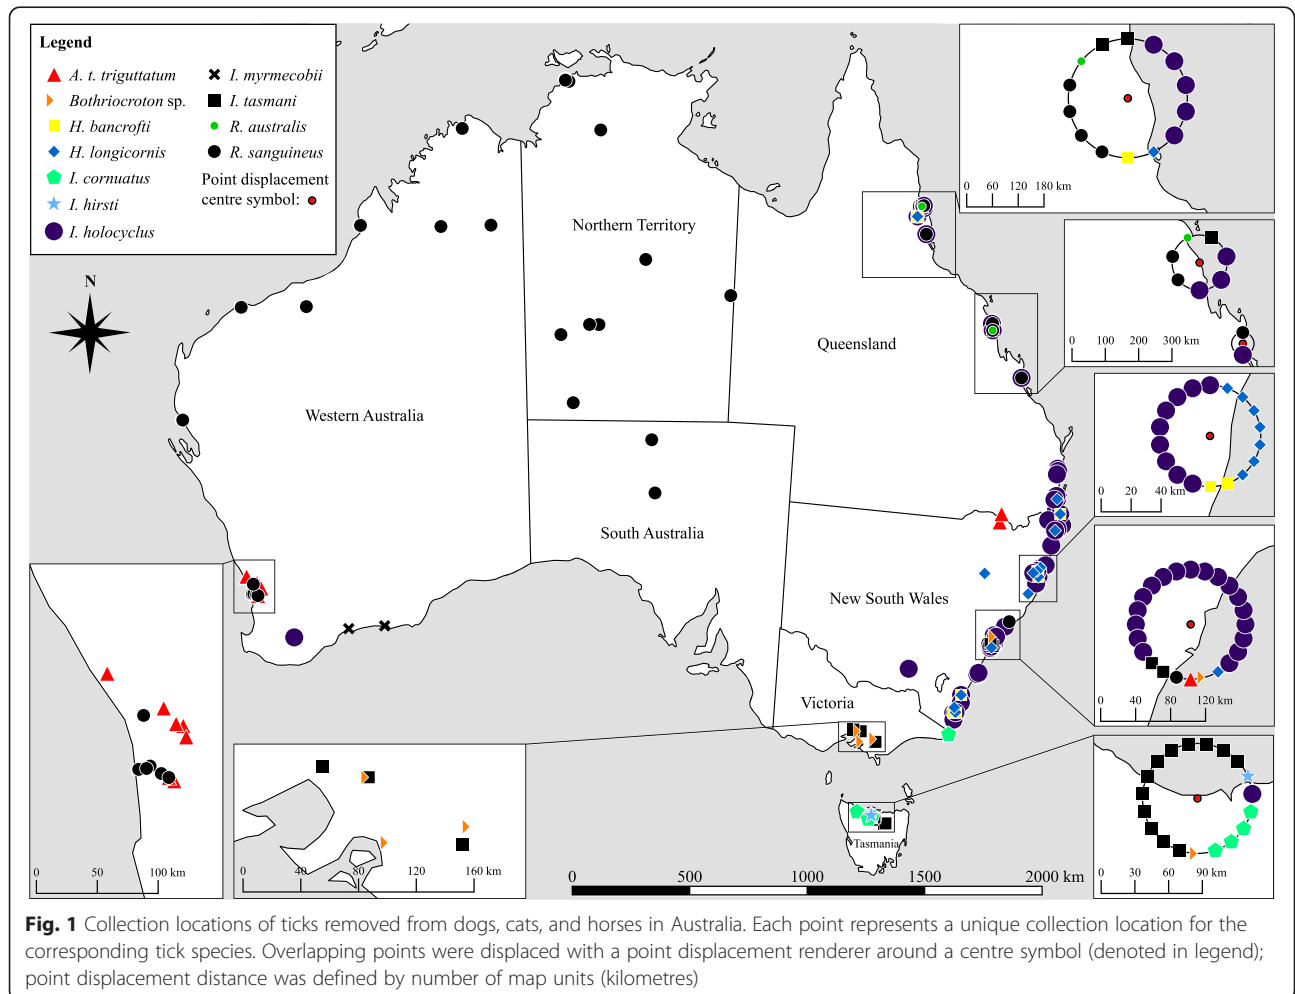 Legend
A. t. triguttatum
Bothriocroton sp.
H. bancrofti
H. longicornis
I. cornuatus
I. hirsti
I. holocyclus
I. myrmecobii
I. tasmani
R. australis
R. sanguineus
Point displacement
centre symbol:
N
Northern Territory
Queensland
Western Australia
South Australia
New South Wales
Victoria
Tasmania
0 60 120 180 km
0 100 200 300 km
0 20 40 km
0 40 80 120 km
0 30 60 90 km
0 50 100 km
0 40 80 120 160 km
0 500 1000 1500 2000 km
Fig. 1 Collection locations of ticks removed from dogs, cats, and horses in Australia. Each point represents a unique collection location for the
corresponding tick species. Overlapping points were displaced with a point displacement renderer around a centre symbol (denoted in legend);
point displacement distance was defined by number of map units (kilometres)